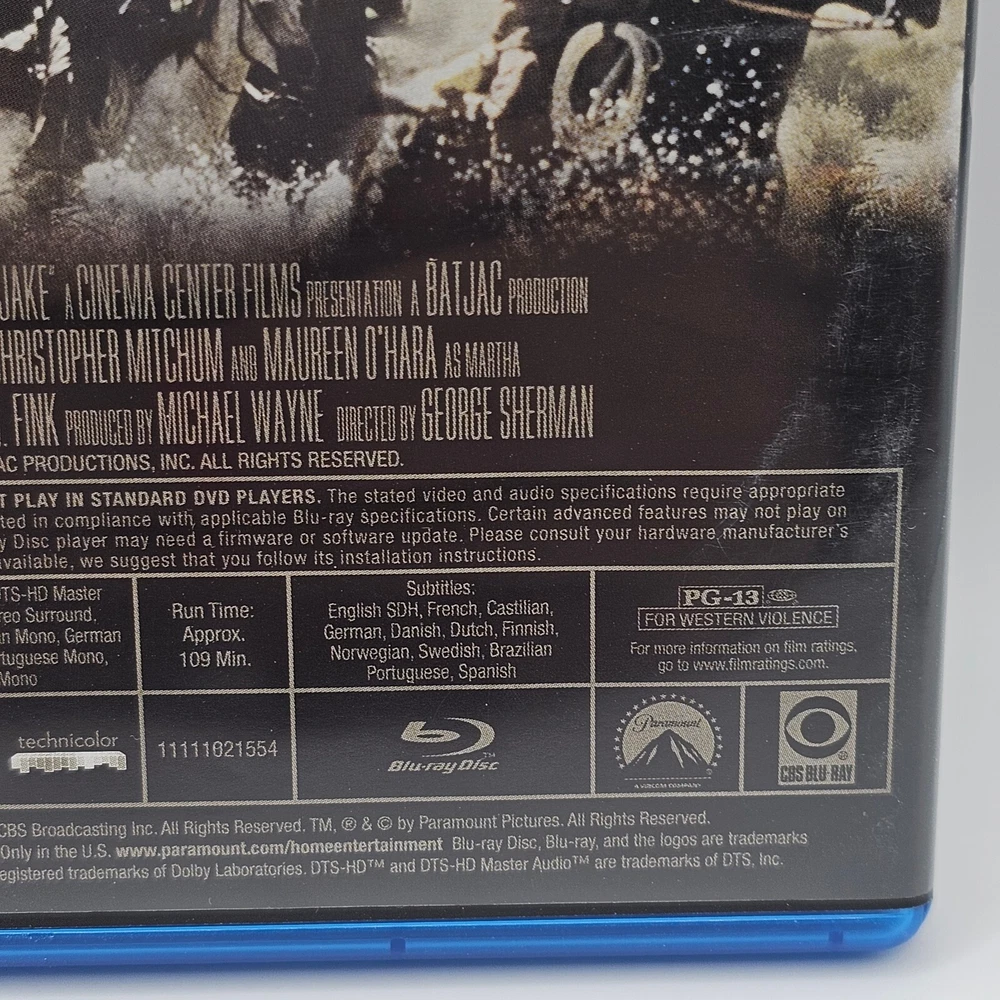 JAKE" A CINEMA CENTER FILMS PRESENTATION A BATJAC PRODUCTION
CHRISTOPHER MITCHUM AND MAUREEN O'HARA AS MARTHA
. FINK PRODUCED BY MICHAEL WAYNE DIRECTED BY GEORGE SHERMAN
AC PRODUCTIONS, INC. ALL RIGHTS RESERVED.
T PLAY IN STANDARD DVD PLAYERS. The stated video and audio specifications require appropriate
ted in compliance with applicable Blu-ray specifications. Certain advanced features may not play on
y Disc player may need a firmware or software update. Please consult your hardware manufacturer's
available, we suggest that you follow its installation instructions.
DTS-HD Master
reo Surround,
n Mono, German
rtuguese Mono,
Mono
Run Time:
Approx.
109 Min.
Subtitles:
English SDH, French, Castilian,
German, Danish, Dutch, Finnish,
Norwegian, Swedish, Brazilian
Portuguese, Spanish
PG-13
FOR WESTERN VIOLENCE
For more information on film ratings,
go to www.filmratings.com.
technicolor
11111621554
Blu-ray Disc™
Paramount
A VIACOM COMPANY
®
CBS BLU-RAY
CBS Broadcasting Inc. All Rights Reserved. TM, ® & © by Paramount Pictures. All Rights Reserved.
Only in the U.S. www.paramount.com/homeentertainment Blu-ray Disc, Blu-ray, and the logos are trademarks
egistered trademarks of Dolby Laboratories. DTS-HD™ and DTS-HD Master Audio™ are trademarks of DTS, Inc.